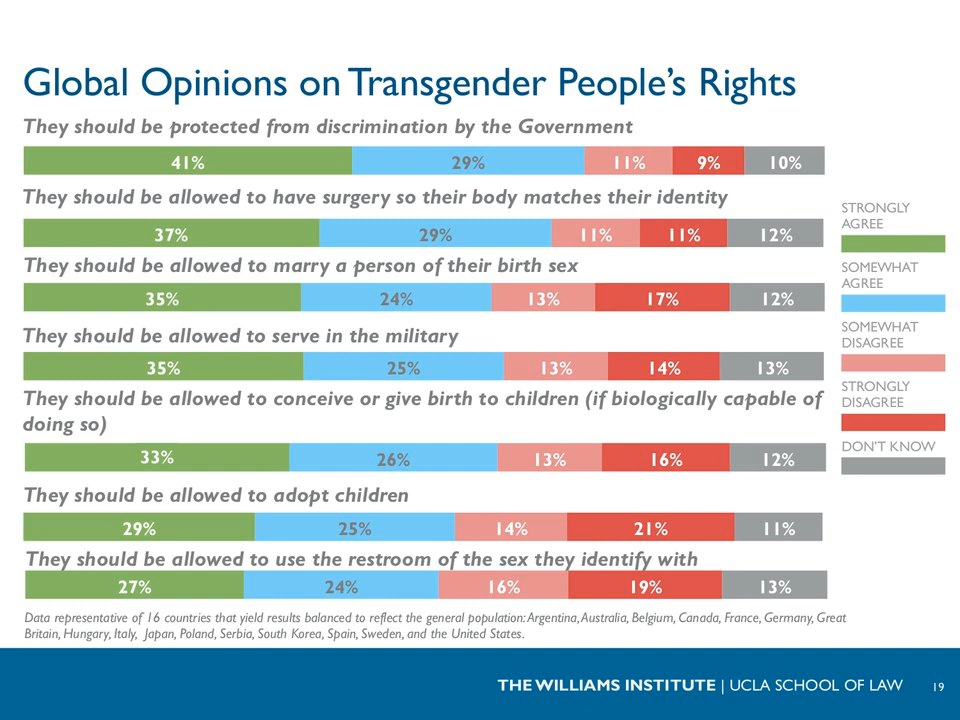 Global Opinions on Transgender People's Rights
They should be protected from discrimination by the Government
41% 29% 11% 9% 10%
They should be allowed to have surgery so their body matches their identity
37% 29% 11% 11% 12%
They should be allowed to marry a person of their birth sex
35% 24% 13% 17% 12%
They should be allowed to serve in the military
35% 25% 13% 14% 13%
They should be allowed to conceive or give birth to children (if biologically capable of
doing so)
33% 26% 13% 16% 12%
They should be allowed to adopt children
29% 25% 14% 21% 11%
They should be allowed to use the restroom of the sex they identify with
27% 24% 16% 19% 13%
STRONGLY
AGREE
SOMEWHAT
AGREE
SOMEWHAT
DISAGREE
STRONGLY
DISAGREE
DON'T KNOW
Data representative of 16 countries that yield results balanced to reflect the general population: Argentina, Australia, Belgium, Canada, France, Germany, Great
Britain, Hungary, Italy, Japan, Poland, Serbia, South Korea, Spain, Sweden, and the United States.
THE WILLIAMS INSTITUTE | UCLA SCHOOL OF LAW 19